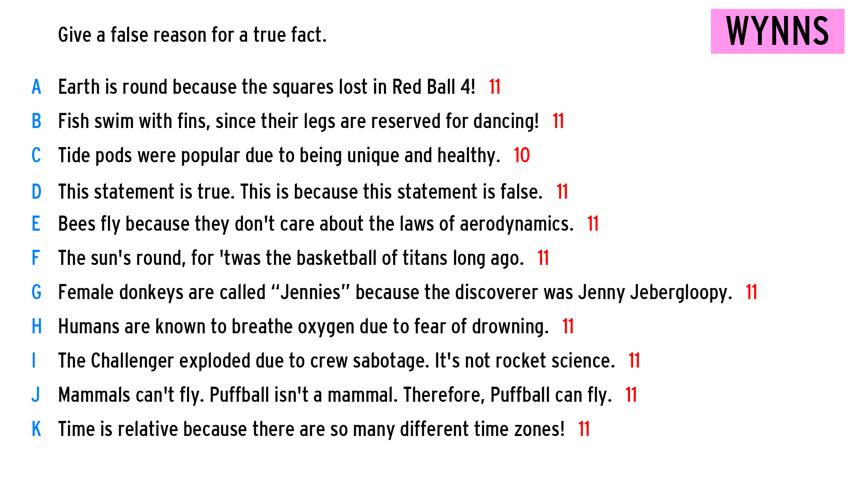 Give a false reason for a true fact.
WYNNS
A Earth is round because the squares lost in Red Ball 4! 11
B Fish swim with fins, since their legs are reserved for dancing! 11
C Tide pods were popular due to being unique and healthy. 10
D This statement is true. This is because this statement is false. 11
E Bees fly because they don't care about the laws of aerodynamics. 11
F The sun's round, for 'twas the basketball of titans long ago. 11
G Female donkeys are called “Jennies” because the discoverer was Jenny Jebergloopy. 11
H Humans are known to breathe oxygen due to fear of drowning. 11
I The Challenger exploded due to crew sabotage. It's not rocket science. 11
J Mammals can't fly. Puffball isn't a mammal. Therefore, Puffball can fly. 11
K Time is relative because there are so many different time zones! 11